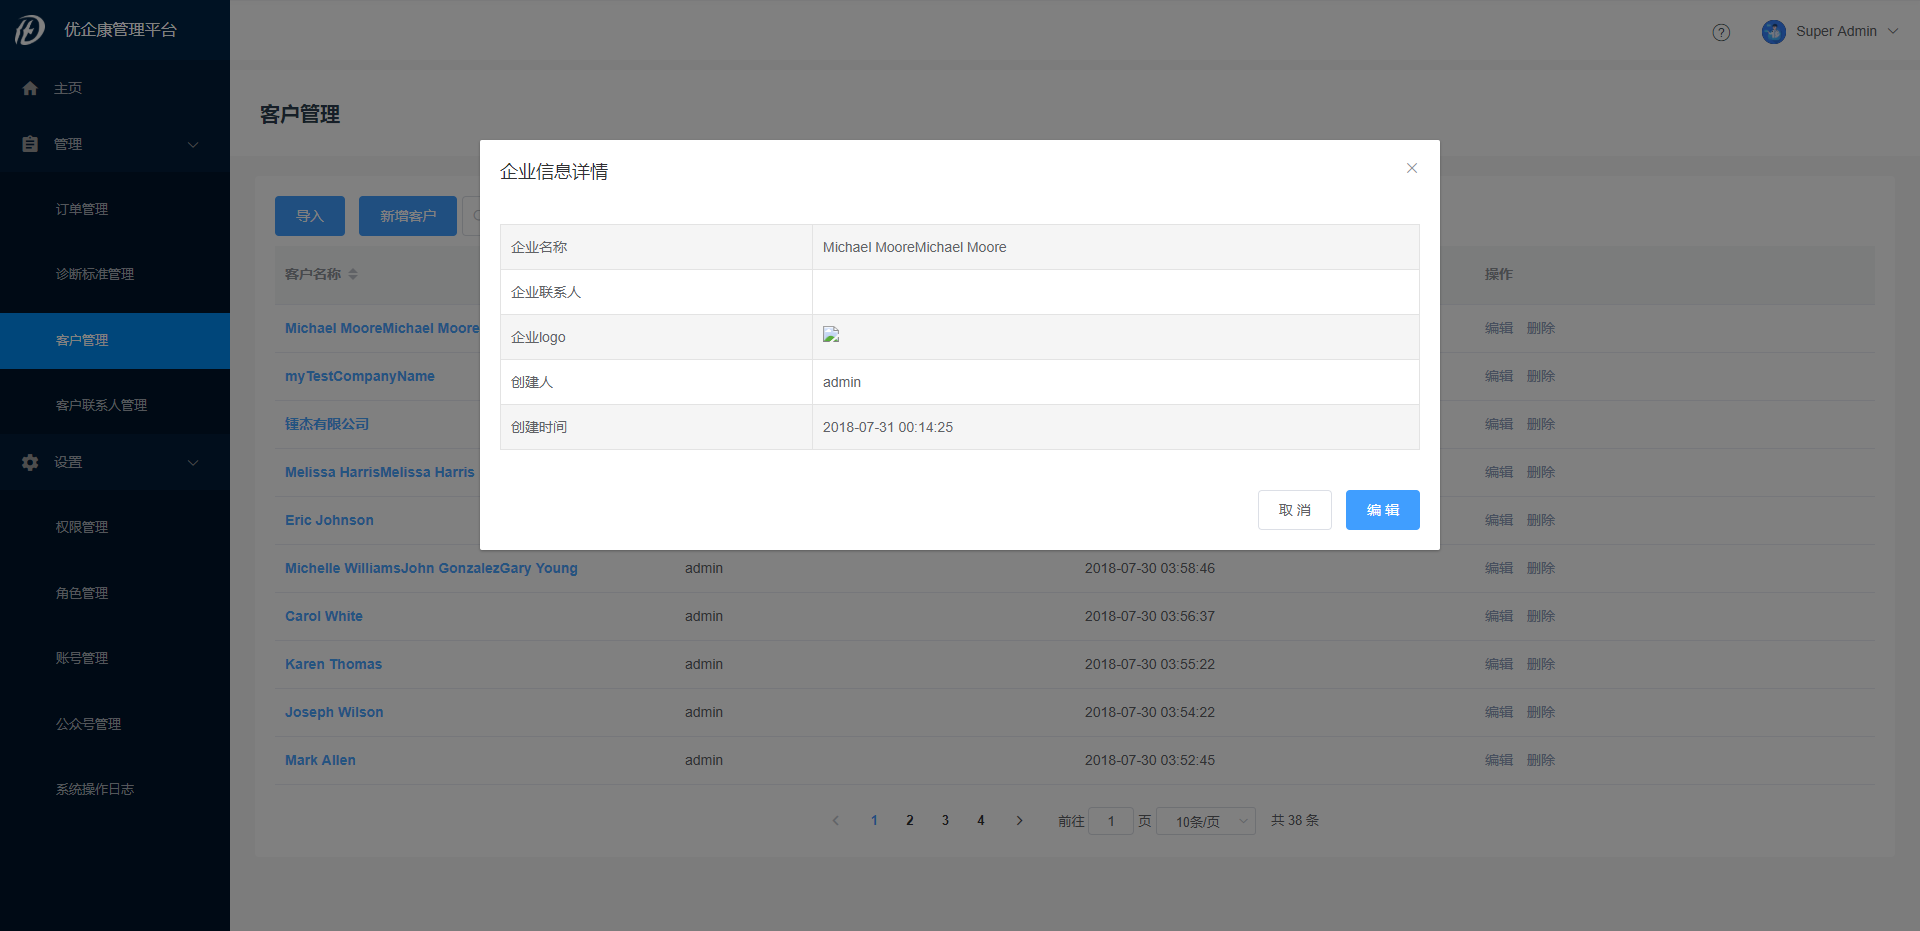 优企康管理平台
Super Admin
主页
管理
订单管理
诊断标准管理
客户管理
客户联系人管理
设置
权限管理
角色管理
账号管理
公众号管理
系统操作日志
客户管理
导入 新增客户
客户名称 操作
Michael MooreMichael Moore 编辑 删除
myTestCompanyName 编辑 删除
锺杰有限公司 编辑 删除
Melissa HarrisMelissa Harris 编辑 删除
Eric Johnson 编辑 删除
Michelle WilliamsJohn GonzalezGary Young admin 2018-07-30 03:58:46 编辑 删除
Carol White admin 2018-07-30 03:56:37 编辑 删除
Karen Thomas admin 2018-07-30 03:55:22 编辑 删除
Joseph Wilson admin 2018-07-30 03:54:22 编辑 删除
Mark Allen admin 2018-07-30 03:52:45 编辑 删除
1 2 3 4 前往 1 页 10条/页 共 38 条
企业信息详情
企业名称 Michael MooreMichael Moore
企业联系人
企业logo
创建人 admin
创建时间 2018-07-31 00:14:25
取 消 编 辑